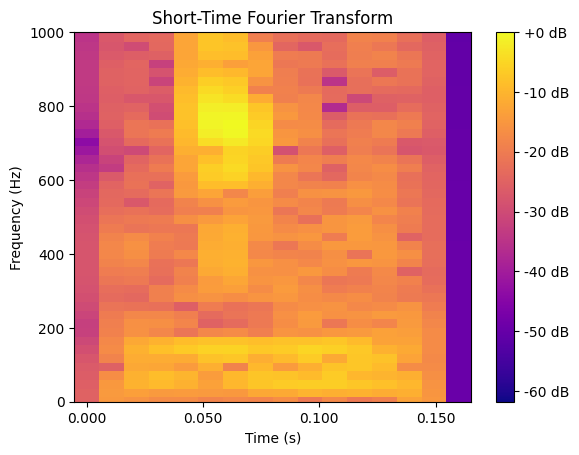 Short-Time Fourier Transform
1000
800
600
400
200
0
Frequency (Hz)
0.000
0.050
0.100
0.150
Time (s)
+0 dB
-10 dB
-20 dB
-30 dB
-40 dB
-50 dB
-60 dB